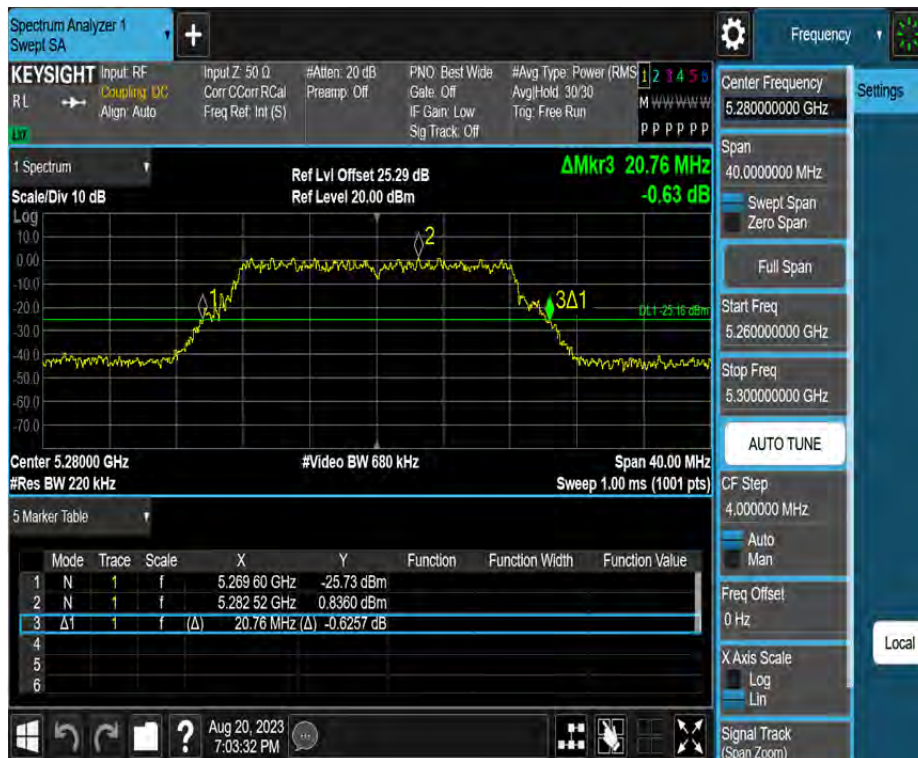 Spectrum Analyzer 1
Swept SA
+
Frequency
KEYSIGHT
RL
LXI
Input: RF
Coupling: DC
Align: Auto
Input Z: 50 Ω
Corr CCorr RCal
Freq Ref: Int (S)
#Atten: 20 dB
Preamp: Off
PNO: Best Wide
Gate: Off
IF Gain: Low
Sig Track: Off
#Avg Type: Power (RMS
Avg|Hold: 30/30
Trig: Free Run
1 2 3 4 5 6
M W W W W W
P P P P P P
1 Spectrum
Scale/Div 10 dB
Ref Lvl Offset 25.29 dB
Ref Level 20.00 dBm
ΔMkr3 20.76 MHz
-0.63 dB
Log
10.0
0.00
-10.0
-20.0
-30.0
-40.0
-50.0
-60.0
-70.0
1
2
3Δ1
DL1 -25.16 dBm
Center 5.28000 GHz
#Video BW 680 kHz
Span 40.00 MHz
#Res BW 220 kHz
Sweep 1.00 ms (1001 pts)
5 Marker Table
Mode Trace Scale X Y Function Function Width Function Value
1 N 1 f 5.269 60 GHz -25.73 dBm
2 N 1 f 5.282 52 GHz 0.8360 dBm
3 Δ1 1 f (Δ) 20.76 MHz (Δ) -0.6257 dB
4
5
6
?
Aug 20, 2023
7:03:32 PM
Center Frequency
5.280000000 GHz
Span
40.0000000 MHz
Swept Span
Zero Span
Full Span
Start Freq
5.260000000 GHz
Stop Freq
5.300000000 GHz
AUTO TUNE
CF Step
4.000000 MHz
Auto
Man
Freq Offset
0 Hz
X Axis Scale
Log
Lin
Signal Track
(Span Zoom)
Settings
Local